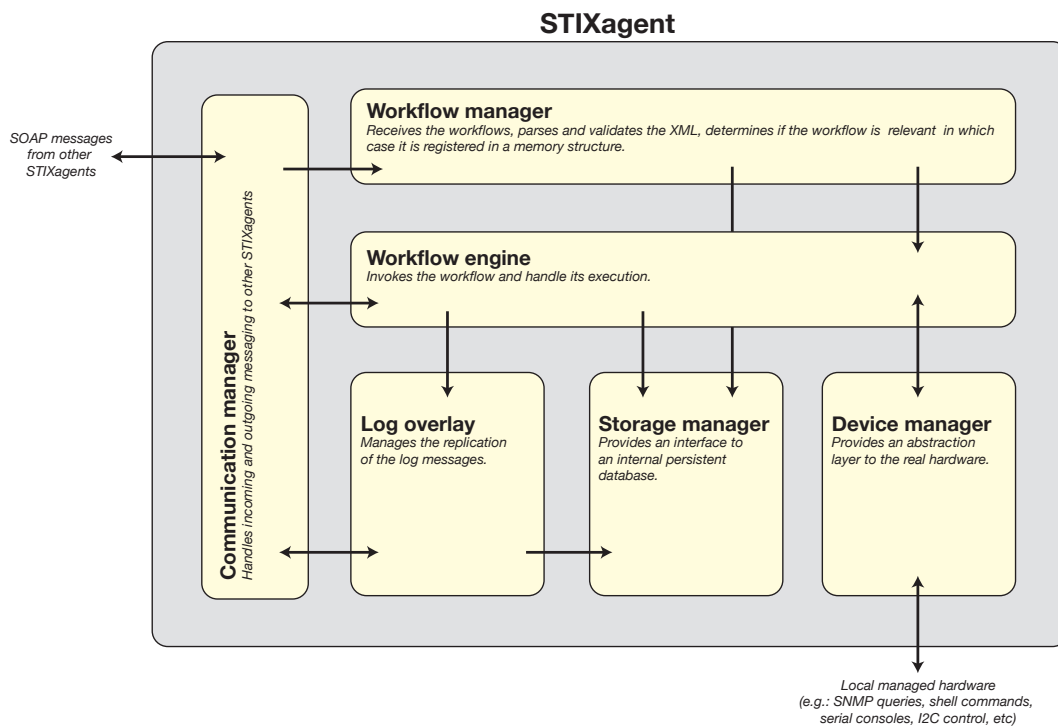 STIXagent
SOAP messages
from other
STIXagents
Communication manager
Handles incoming and outgoing messaging to other STIXagents
Workflow manager
Receives the workflows, parses and validates the XML, determines if the workflow is relevant in which
case it is registered in a memory structure.
Workflow engine
Invokes the workflow and handle its execution.
Log overlay
Manages the replication
of the log messages.
Storage manager
Provides an interface to
an internal persistent
database.
Device manager
Provides an abstraction
layer to the real hardware.
Local managed hardware
(e.g.: SNMP queries, shell commands,
serial consoles, I2C control, etc)